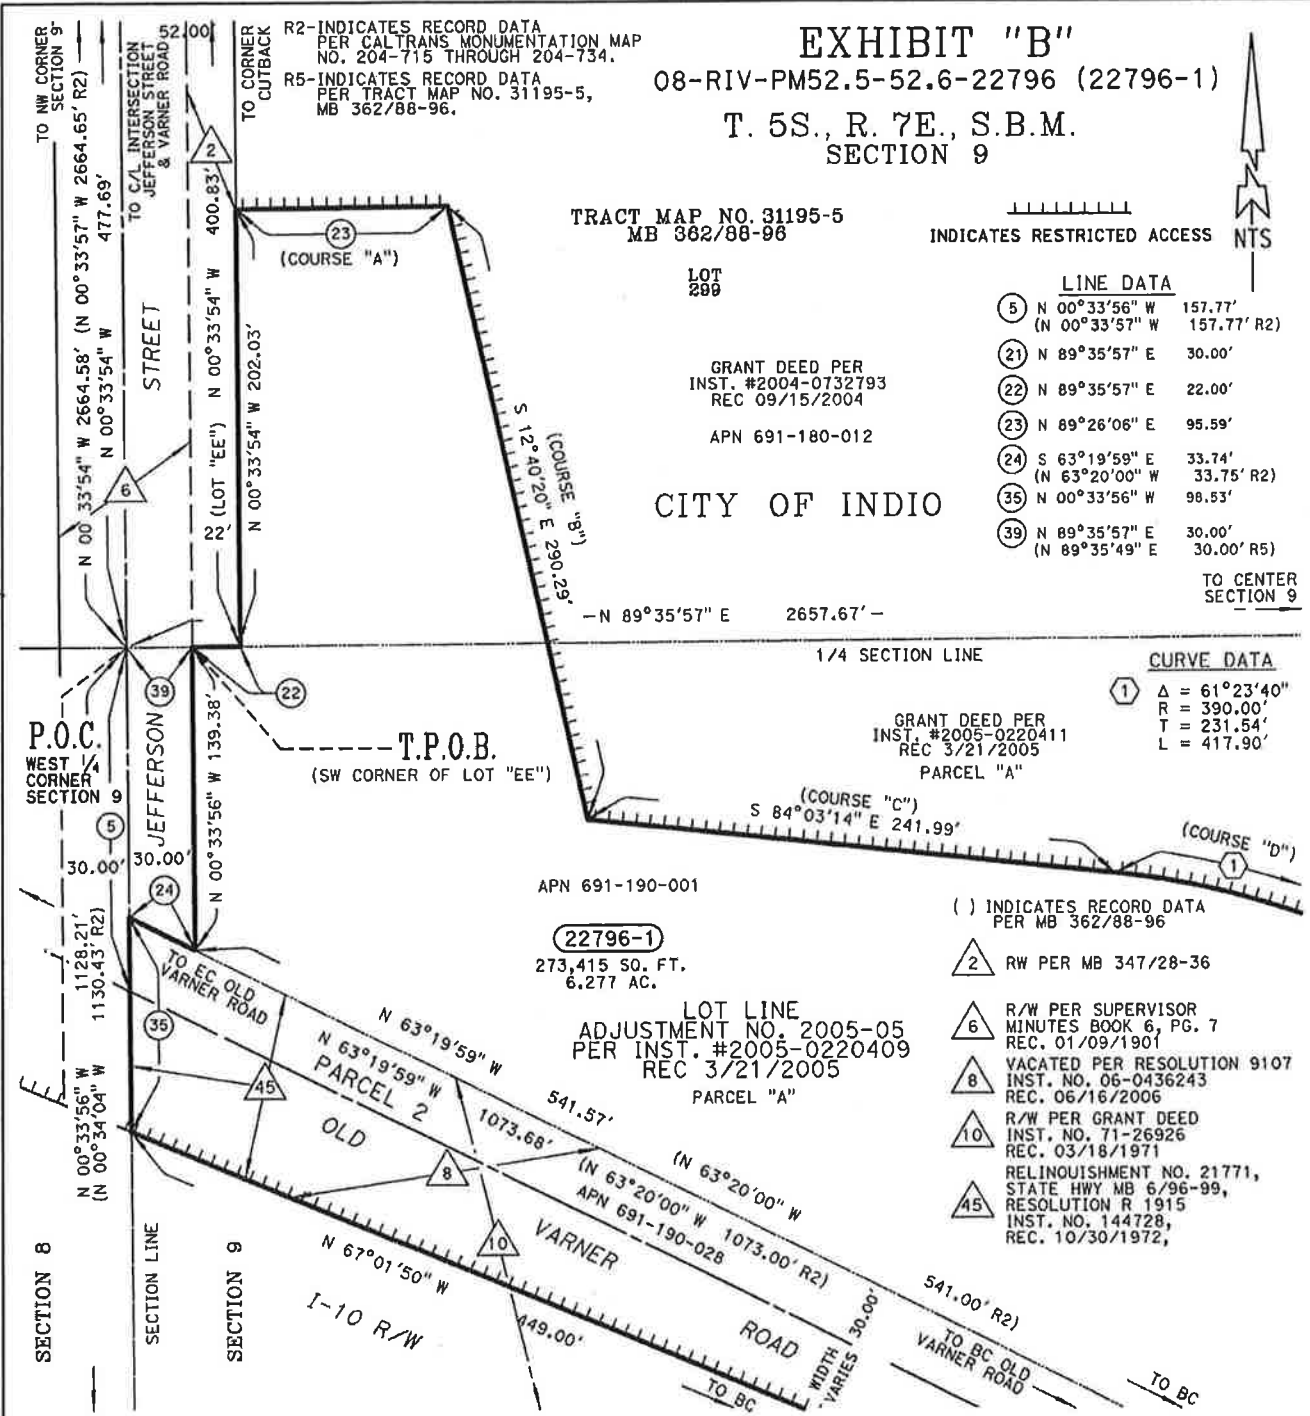 EXHIBIT "B"
08-RIV-PM52.5-52.6-22796 (22796-1)
T. 5S., R. 7E., S.B.M.
SECTION 9
R2-INDICATES RECORD DATA
PER CALTRANS MONUMENTATION MAP
NO. 204-715 THROUGH 204-734.
R5-INDICATES RECORD DATA
PER TRACT MAP NO. 31195-5,
MB 362/88-96.
TO NW CORNER
SECTION 9
TO C/L INTERSECTION
JEFFERSON STREET
& VARNER ROAD
52.00'
TO CORNER
CUTBACK
N 00°33'54" W 2664.58' (N 00°33'57" W 2664.65' R2)
N 00°33'54" W 477.69'
STREET
(LOT "EE") N 00°33'54" W 400.83'
N 00°33'54" W 202.03'
2
6
22'
23
(COURSE "A")
TRACT MAP NO. 31195-5
MB 362/88-96
LOT
299
GRANT DEED PER
INST. #2004-0732793
REC 09/15/2004
APN 691-180-012
CITY OF INDIO
(COURSE "B")
S 12°40'20" E 290.29'
INDICATES RESTRICTED ACCESS
NTS
LINE DATA
5 N 00°33'56" W 157.77'
(N 00°33'57" W 157.77' R2)
21 N 89°35'57" E 30.00'
22 N 89°35'57" E 22.00'
23 N 89°26'06" E 95.59'
24 S 63°19'59" E 33.74'
(N 63°20'00" W 33.75' R2)
35 N 00°33'56" W 98.53'
39 N 89°35'57" E 30.00'
(N 89°35'49" E 30.00' R5)
TO CENTER
SECTION 9
N 89°35'57" E 2657.67'
1/4 SECTION LINE
CURVE DATA
1 Δ = 61°23'40"
R = 390.00'
T = 231.54'
L = 417.90'
GRANT DEED PER
INST. #2005-0220411
REC 3/21/2005
PARCEL "A"
P.O.C.
WEST 1/4
CORNER
SECTION 9
39
22
JEFFERSON
N 00°33'56" W 139.38'
T.P.O.B.
(SW CORNER OF LOT "EE")
5
30.00'
30.00'
24
(COURSE "C")
S 84°03'14" E 241.99'
(COURSE "D")
1
APN 691-190-001
22796-1
273,415 SQ. FT.
6.277 AC.
LOT LINE
ADJUSTMENT NO. 2005-05
PER INST. #2005-0220409
REC 3/21/2005
PARCEL "A"
( ) INDICATES RECORD DATA
PER MB 362/88-96
2 RW PER MB 347/28-36
6 R/W PER SUPERVISOR
MINUTES BOOK 6, PG. 7
REC. 01/09/1901
8 VACATED PER RESOLUTION 9107
INST. NO. 06-0436243
REC. 06/16/2006
10 R/W PER GRANT DEED
INST. NO. 71-26926
REC. 03/18/1971
45 RELINQUISHMENT NO. 21771,
STATE HWY MB 6/96-99,
RESOLUTION R 1915
INST. NO. 144728,
REC. 10/30/1972,
N 00°33'56" W 1128.21'
(N 00°34'04" W 1130.43' R2)
TO EC OLD
VARNER ROAD
35
45
N 63°19'59" W 541.57'
N 63°19'59" W 1073.68'
PARCEL 2
OLD
8
(N 63°20'00" W 541.00' R2)
(N 63°20'00" W 1073.00' R2)
APN 691-190-028
10
VARNER
ROAD
N 67°01'50" W 449.00'
I-10 R/W
WIDTH
VARIES 30.00'
TO BC OLD
VARNER ROAD
TO BC
TO BC
SECTION 8
SECTION LINE
SECTION 9